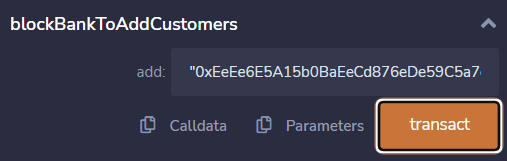 blockBankToAddCustomers
add: "0xEeEe6E5A15b0BaEeCd876eDe59C5a7
Calldata Parameters transact